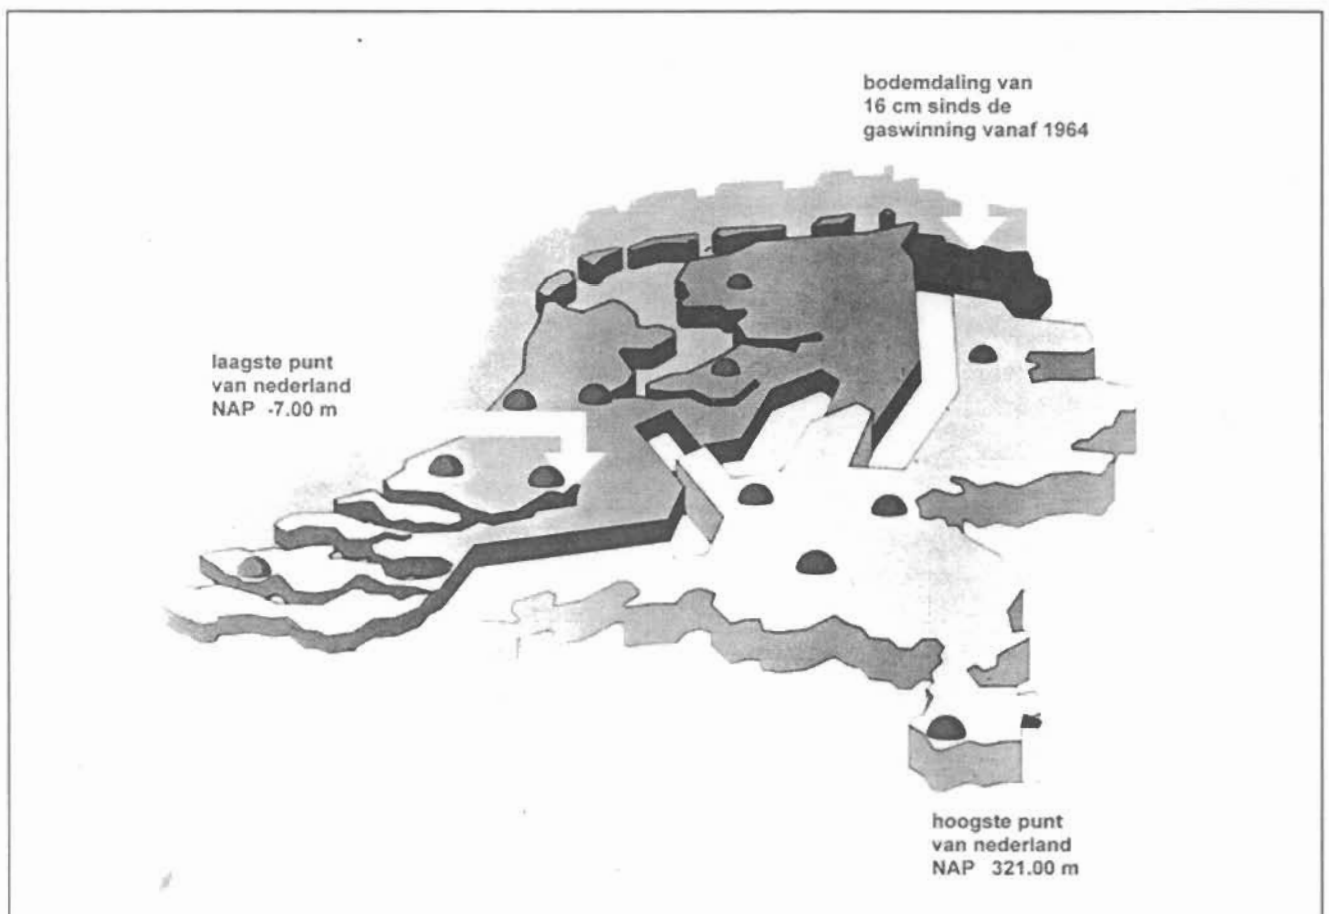 bodemdaling van
16 cm sinds de
gaswinning vanaf 1964
laagste punt
van nederland
NAP -7.00 m
hoogste punt
van nederland
NAP 321.00 m